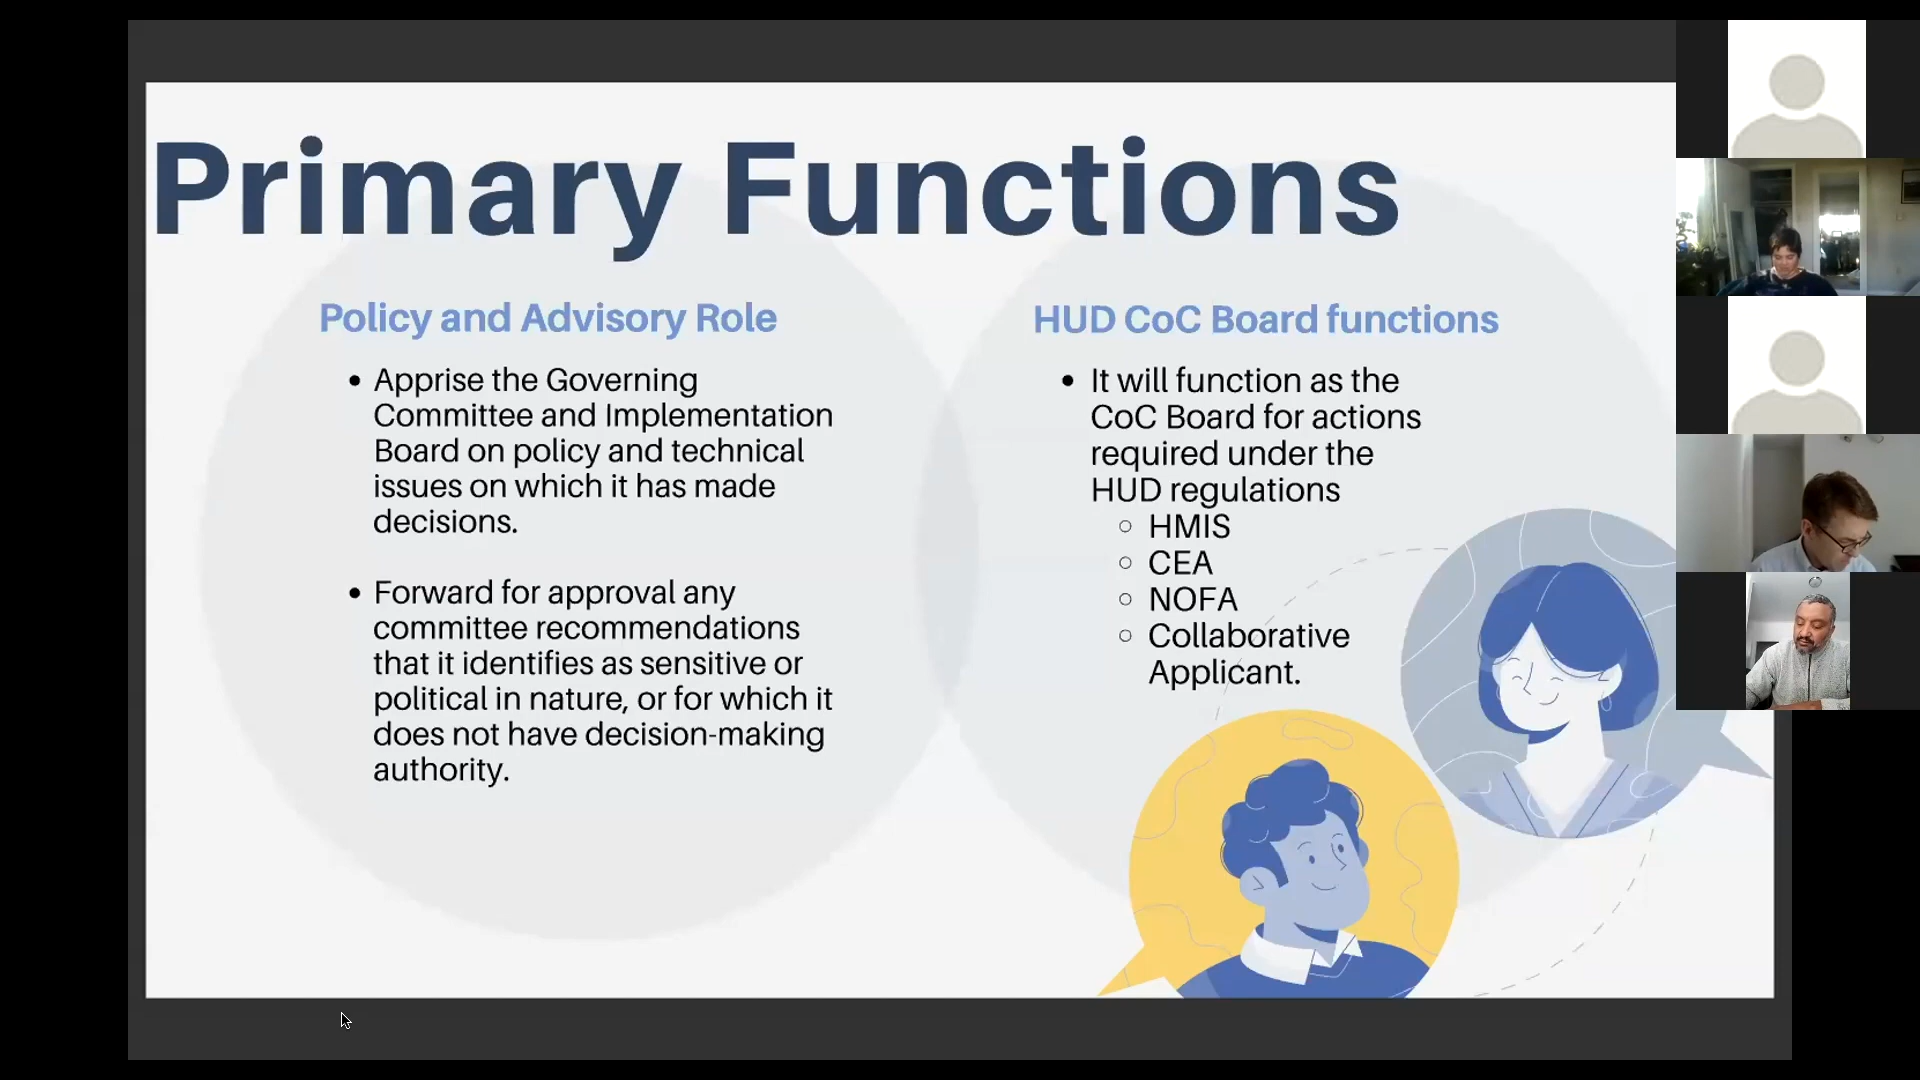 Primary Functions
Policy and Advisory Role
• Apprise the Governing
Committee and Implementation
Board on policy and technical
issues on which it has made
decisions.
• Forward for approval any
committee recommendations
that it identifies as sensitive or
political in nature, or for which it
does not have decision-making
authority.
HUD CoC Board functions
• It will function as the
CoC Board for actions
required under the
HUD regulations
○ HMIS
○ CEA
○ NOFA
○ Collaborative
Applicant.